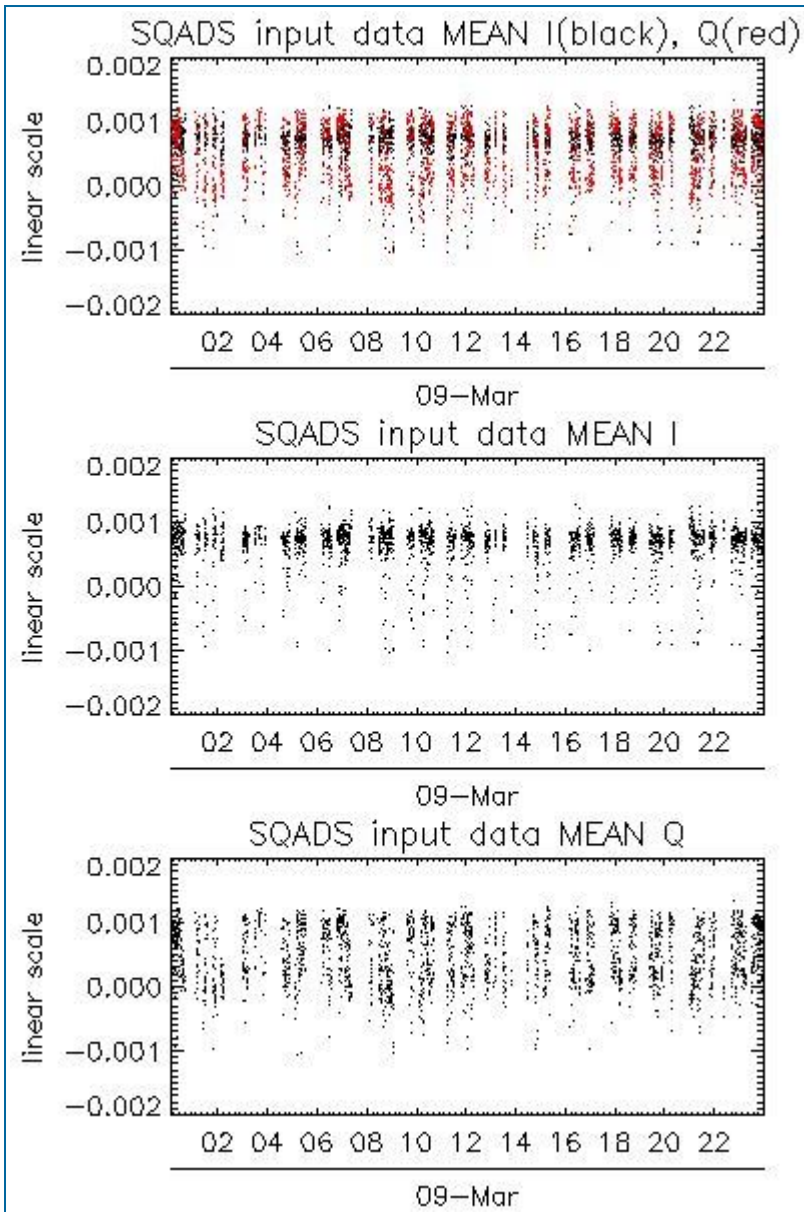 SQADS input data MEAN I(black), Q(red)
0.002
0.001
0.000
−0.001
−0.002
linear scale
02 04 06 08 10 12 14 16 18 20 22
09−Mar
SQADS input data MEAN I
0.002
0.001
0.000
−0.001
−0.002
linear scale
02 04 06 08 10 12 14 16 18 20 22
09−Mar
SQADS input data MEAN Q
0.002
0.001
0.000
−0.001
−0.002
linear scale
02 04 06 08 10 12 14 16 18 20 22
09−Mar